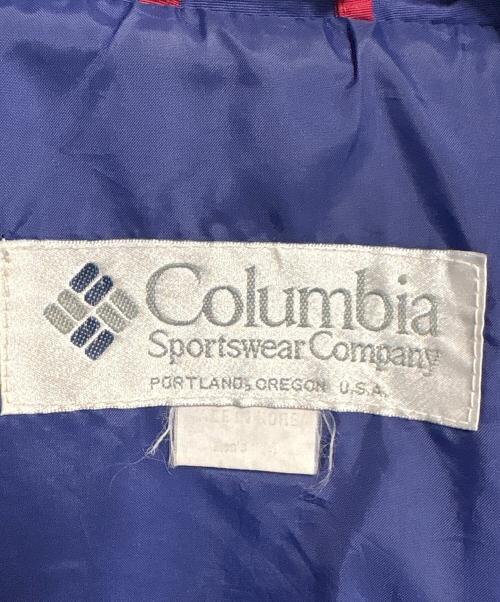 Columbia
Sportswear Company
PORTLAND, OREGON U.S.A.